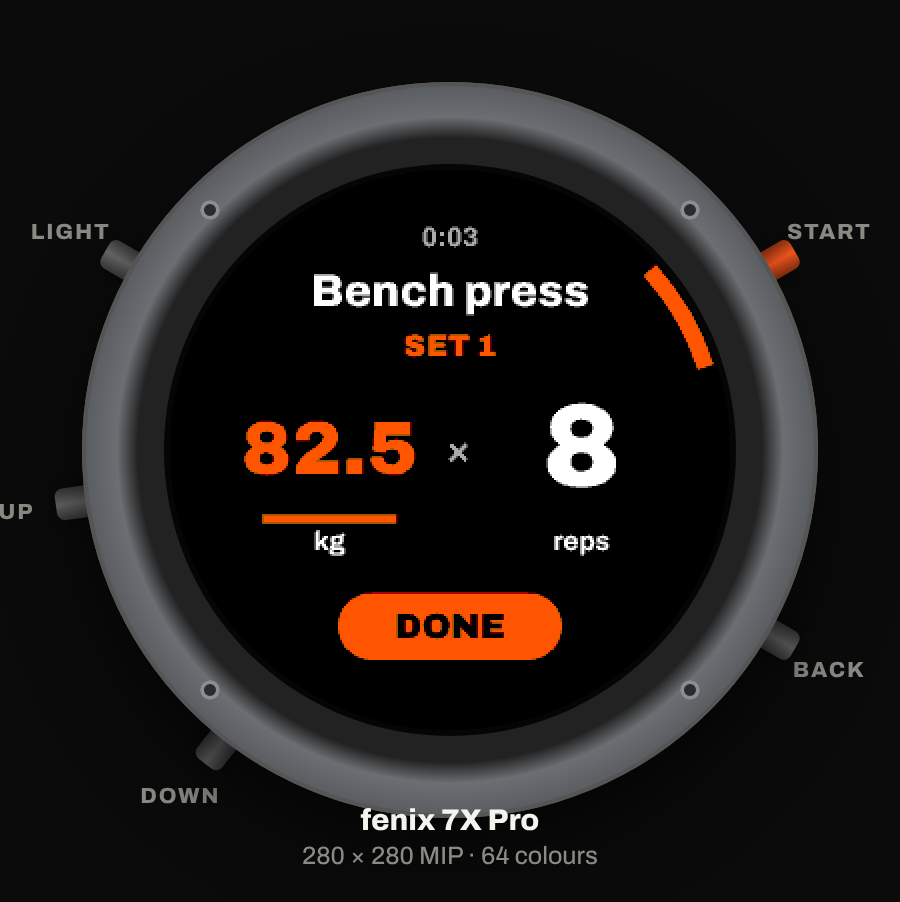 LIGHT
START
0:03
Bench press
SET 1
82.5 × 8
kg
reps
UP
DONE
BACK
DOWN
fenix 7X Pro
280 × 280 MIP · 64 colours